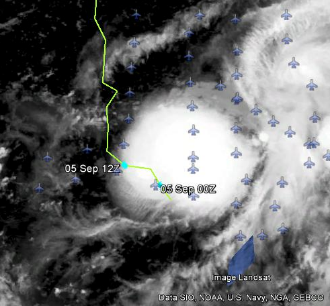 05 Sep 12Z
05 Sep 00Z
Image Landsat
Data SIO, NOAA, U.S. Navy, NGA, GEBCO